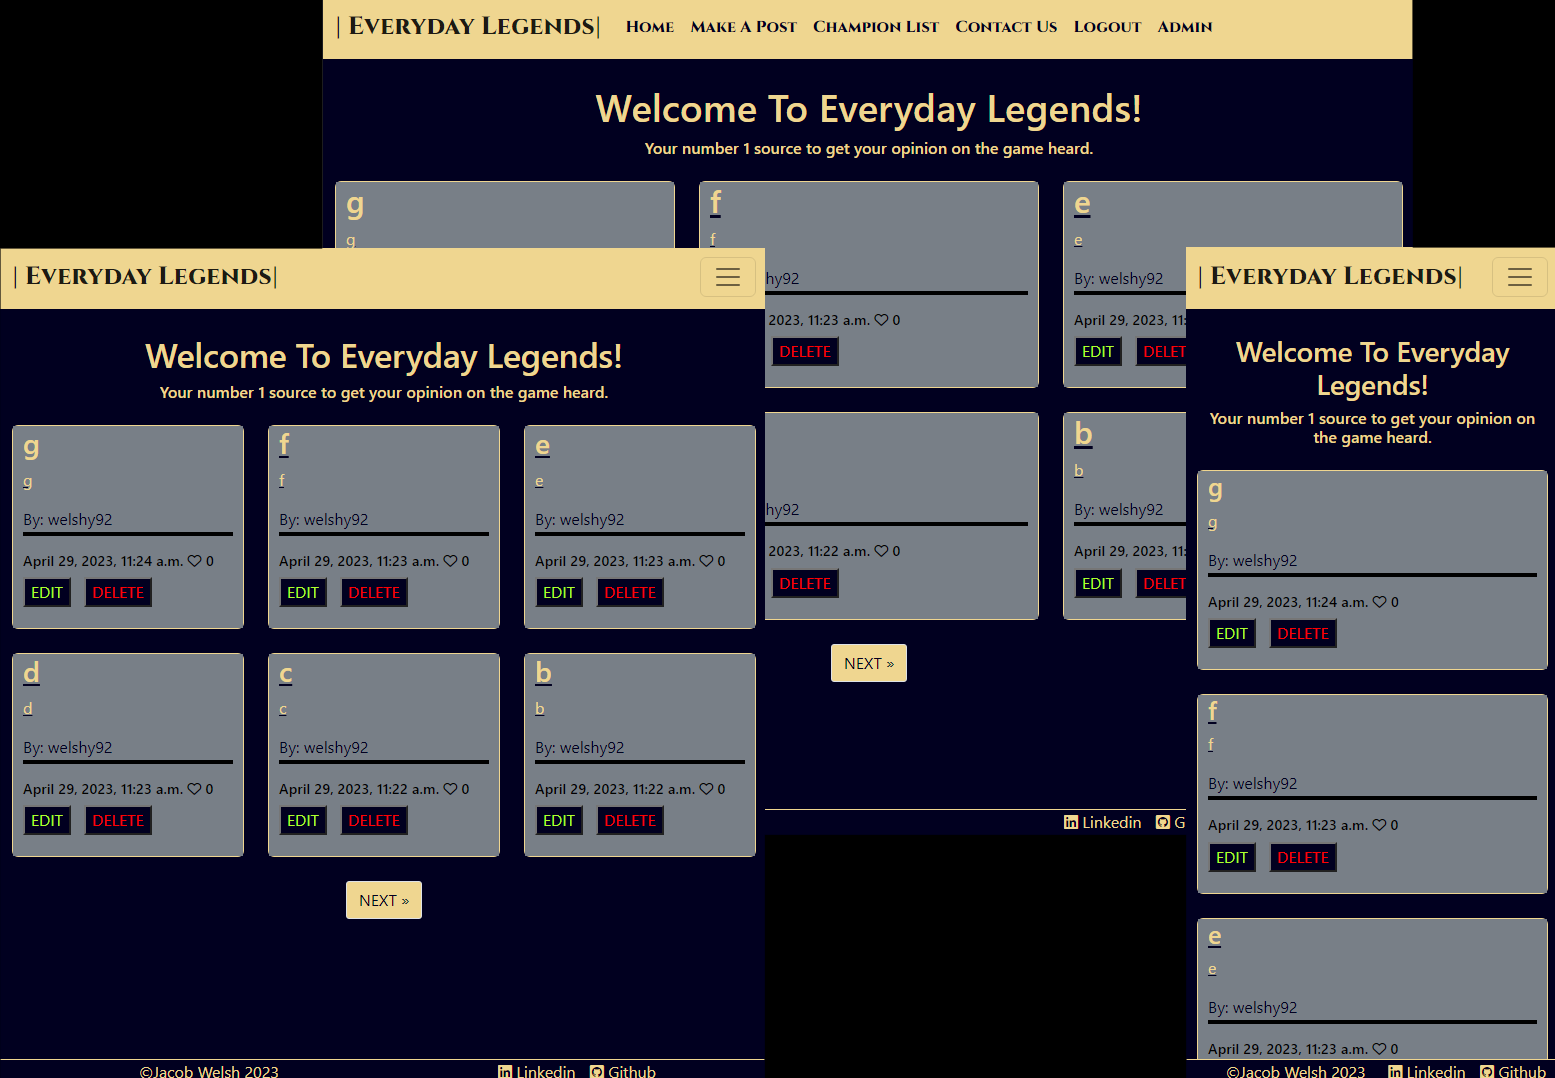 | Everyday Legends|
Home Make A Post Champion List Contact Us Logout Admin
Welcome To Everyday Legends!
Your number 1 source to get your opinion on the game heard.
g
g
f
f
hy92
2023, 11:23 a.m. 0
DELETE
e
e
By: welshy92
April 29, 2023, 11:
EDIT DELET
hy92
2023, 11:22 a.m. 0
DELETE
b
b
By: welshy92
April 29, 2023, 11:
EDIT DELET
NEXT »
Linkedin G
| Everyday Legends|
Welcome To Everyday Legends!
Your number 1 source to get your opinion on the game heard.
g
g
By: welshy92
April 29, 2023, 11:24 a.m. 0
EDIT DELETE
f
f
By: welshy92
April 29, 2023, 11:23 a.m. 0
EDIT DELETE
e
e
By: welshy92
April 29, 2023, 11:23 a.m. 0
EDIT DELETE
d
d
By: welshy92
April 29, 2023, 11:23 a.m. 0
EDIT DELETE
c
c
By: welshy92
April 29, 2023, 11:22 a.m. 0
EDIT DELETE
b
b
By: welshy92
April 29, 2023, 11:22 a.m. 0
EDIT DELETE
NEXT »
©Jacob Welsh 2023 Linkedin Github
| Everyday Legends|
Welcome To Everyday
Legends!
Your number 1 source to get your opinion on
the game heard.
g
g
By: welshy92
April 29, 2023, 11:24 a.m. 0
EDIT DELETE
f
f
By: welshy92
April 29, 2023, 11:23 a.m. 0
EDIT DELETE
e
e
By: welshy92
April 29, 2023, 11:23 a.m. 0
©Jacob Welsh 2023 Linkedin Github